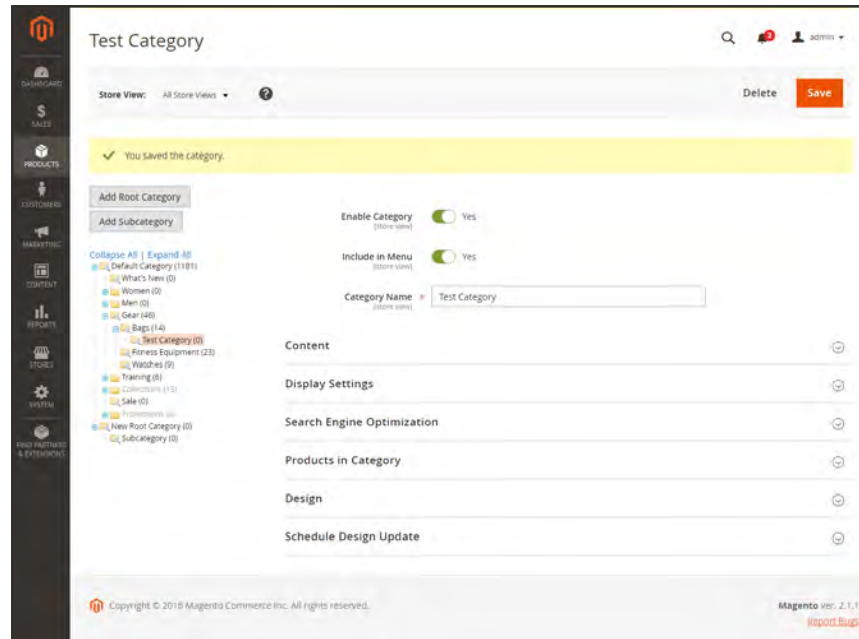 Test Category
2
admin
DASHBOARD
SALES
PRODUCTS
CUSTOMERS
MARKETING
CONTENT
REPORTS
STORES
SYSTEM
FIND PARTNERS
& EXTENSIONS
Store View: All Store Views
Delete
Save
You saved the category.
Add Root Category
Add Subcategory
Collapse All | Expand All
Default Category (1181)
What's New (0)
Women (0)
Men (0)
Gear (46)
Bags (14)
Test Category (0)
Fitness Equipment (23)
Watches (9)
Training (6)
Collections (13)
Sale (0)
Promotions (0)
New Root Category (0)
Subcategory (0)
Enable Category
[store view]
Yes
Include in Menu
[store view]
Yes
Category Name *
[store view]
Test Category
Content
Display Settings
Search Engine Optimization
Products in Category
Design
Schedule Design Update
Copyright © 2016 Magento Commerce Inc. All rights reserved.
Magento ver. 2.1.1
Report Bugs